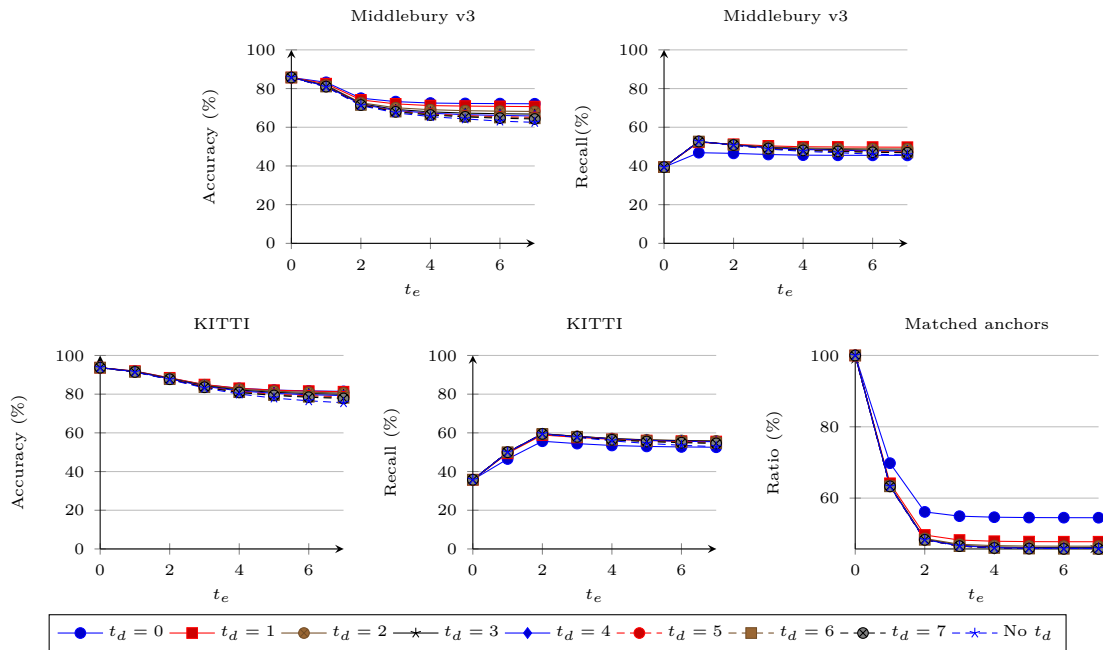 Middlebury v3
Middlebury v3
100
80
60
40
20
0
0 2 4 6
Accuracy (%)
t_e
100
80
60
40
20
0
0 2 4 6
Recall(%)
t_e
KITTI
KITTI
Matched anchors
100
80
60
40
20
0
0 2 4 6
Accuracy (%)
t_e
100
80
60
40
20
0
0 2 4 6
Recall (%)
t_e
100
80
60
0 2 4 6
Ratio (%)
t_e
t_d = 0 t_d = 1 t_d = 2 t_d = 3 t_d = 4 t_d = 5 t_d = 6 t_d = 7 No t_d